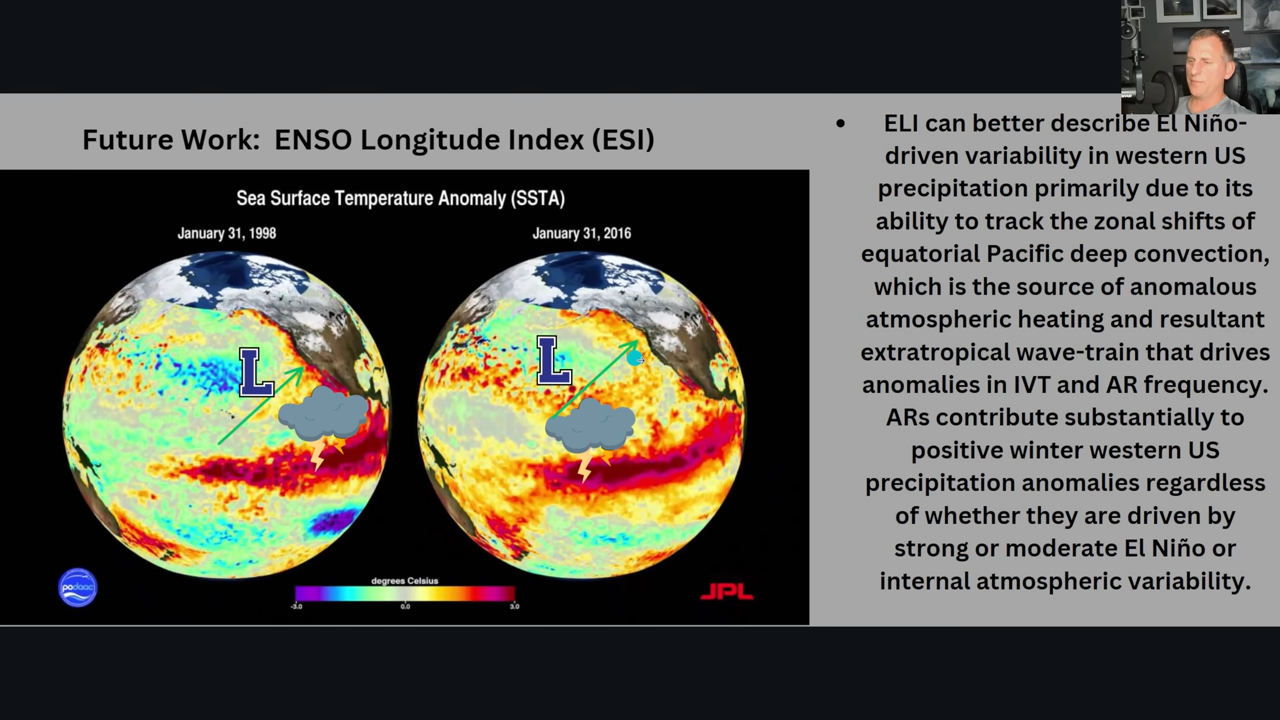 Future Work: ENSO Longitude Index (ESI)
Sea Surface Temperature Anomaly (SSTA)
January 31, 1998
January 31, 2016
L
L
degrees Celsius
-3.0
0.0
3.0
podaac
JPL
• ELI can better describe El Niño-
driven variability in western US
precipitation primarily due to its
ability to track the zonal shifts of
equatorial Pacific deep convection,
which is the source of anomalous
atmospheric heating and resultant
extratropical wave-train that drives
anomalies in IVT and AR frequency.
ARs contribute substantially to
positive winter western US
precipitation anomalies regardless
of whether they are driven by
strong or moderate El Niño or
internal atmospheric variability.